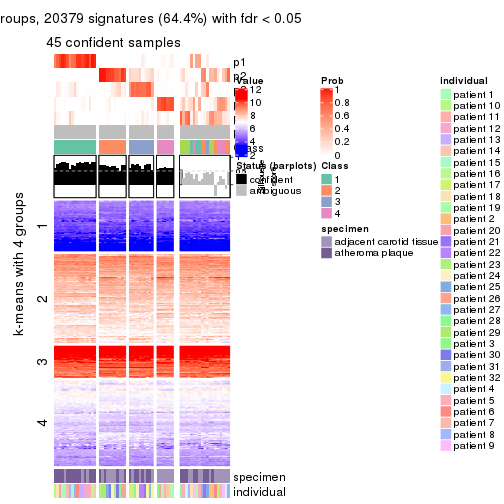 roups, 20379 signatures (64.4%) with fdr < 0.05
45 confident samples
p1
p2
k-means with 4 groups
1
2
3
4
specimen
individual
Value
12
10
8
6
4
2
Status (barplots)
confident
ambiguous
Prob
1
0.8
0.6
0.4
0.2
0
Class
1
2
3
4
specimen
adjacent carotid tissue
atheroma plaque
individual
patient 1
patient 10
patient 11
patient 12
patient 13
patient 14
patient 15
patient 16
patient 17
patient 18
patient 19
patient 2
patient 20
patient 21
patient 22
patient 23
patient 24
patient 25
patient 26
patient 27
patient 28
patient 29
patient 3
patient 30
patient 31
patient 32
patient 4
patient 5
patient 6
patient 7
patient 8
patient 9